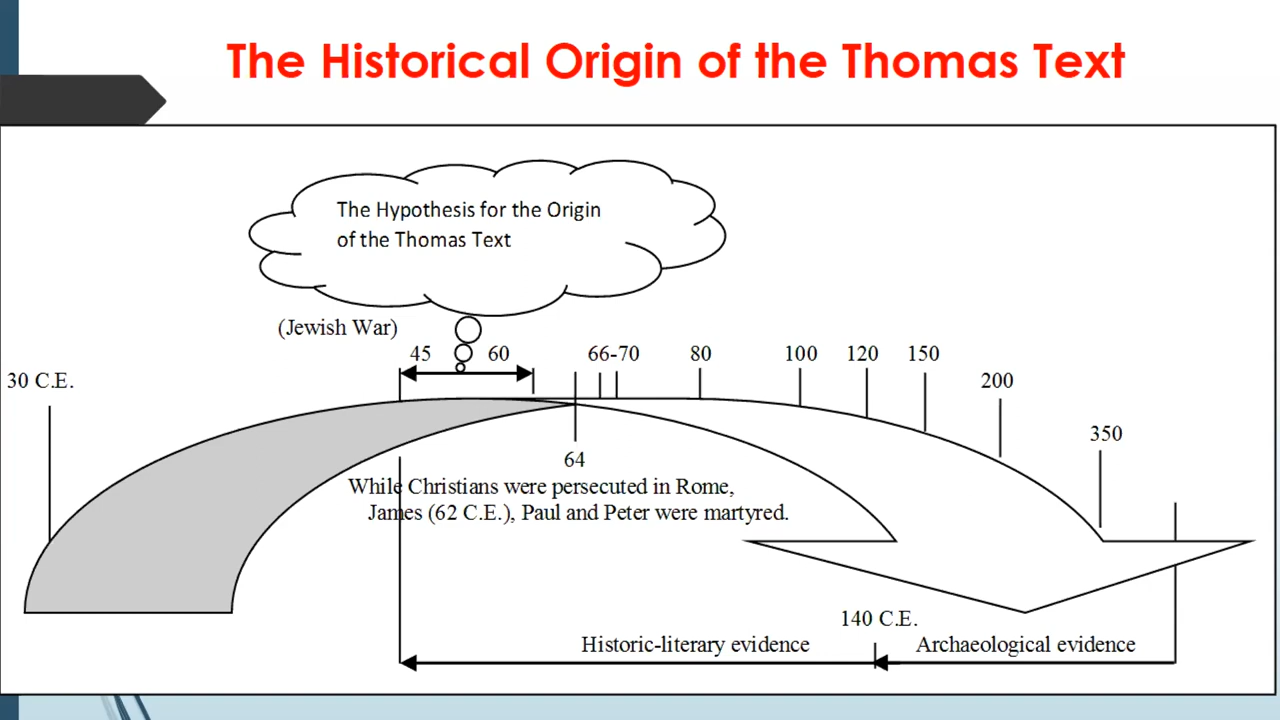 The Historical Origin of the Thomas Text
The Hypothesis for the Origin
of the Thomas Text
(Jewish War)
45 60 66-70 80 100 120 150
30 C.E.
200
350
64
While Christians were persecuted in Rome,
James (62 C.E.), Paul and Peter were martyred.
140 C.E.
Historic-literary evidence
Archaeological evidence